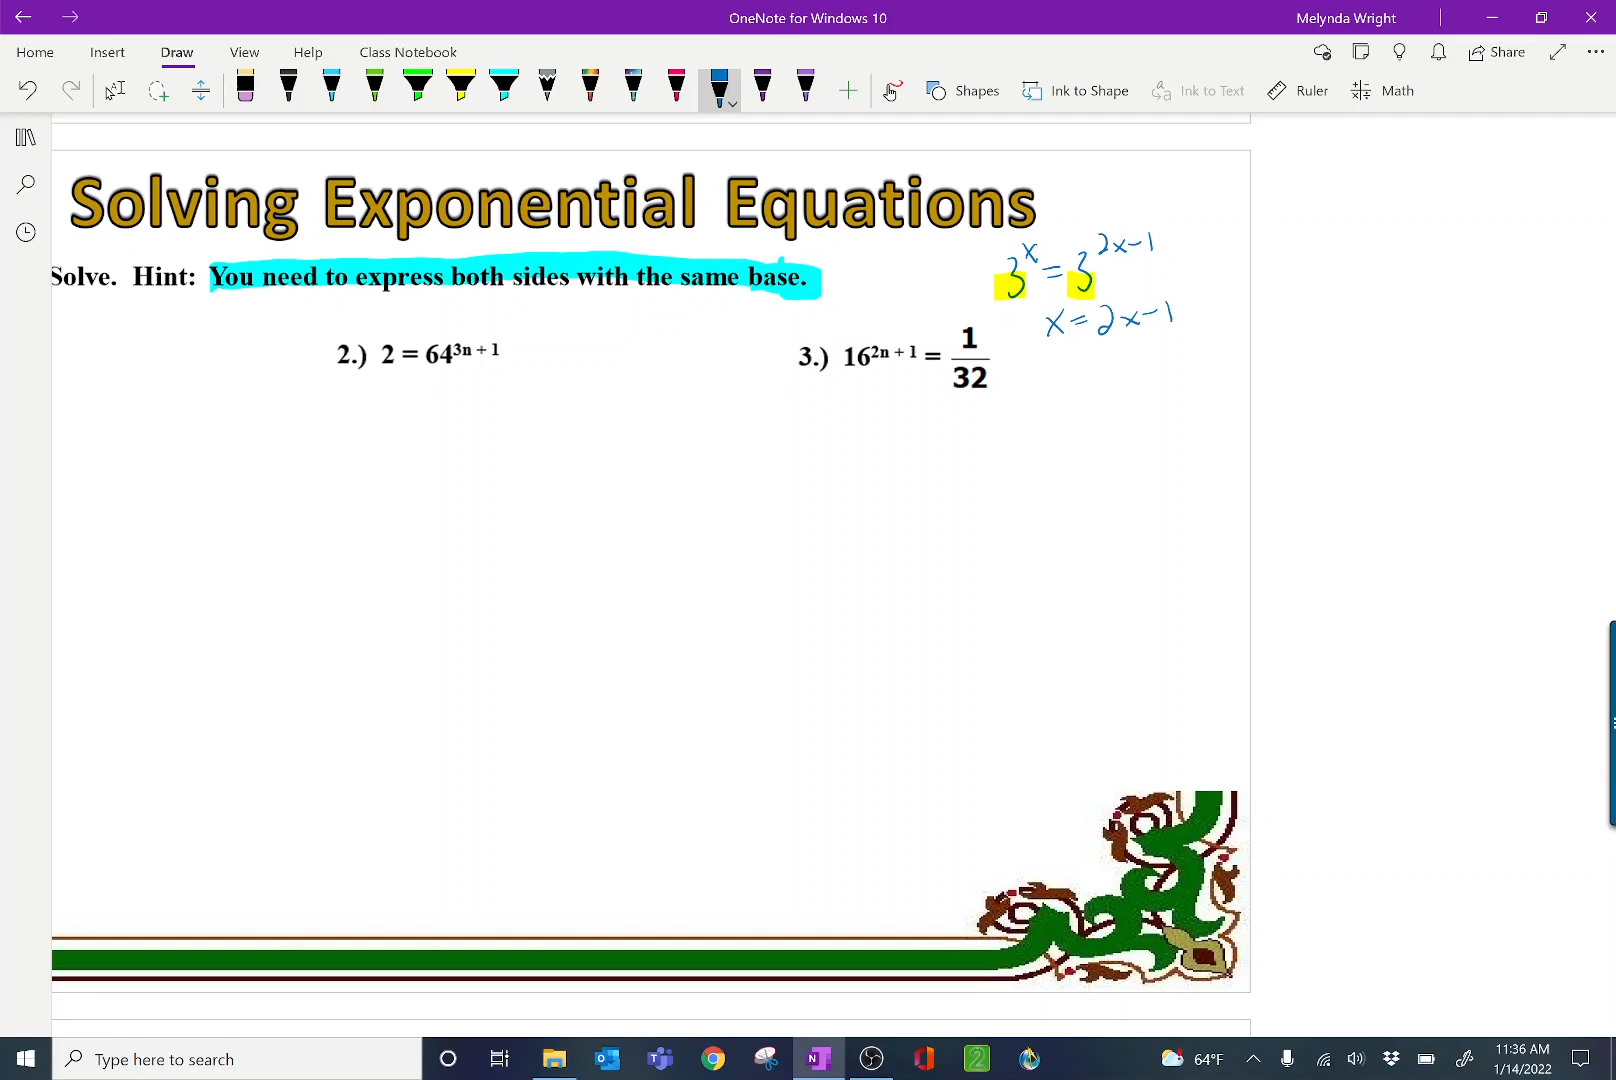 OneNote for Windows 10
Melynda Wright
Home Insert Draw View Help Class Notebook
Share
Shapes Ink to Shape Ink to Text Ruler Math
Solving Exponential Equations
Solve. Hint: You need to express both sides with the same base.
3^x = 3^(2x-1)
x = 2x-1
2.) 2 = 64^(3n + 1)
3.) 16^(2n + 1) = 1/32
Type here to search
64°F
11:36 AM
1/14/2022